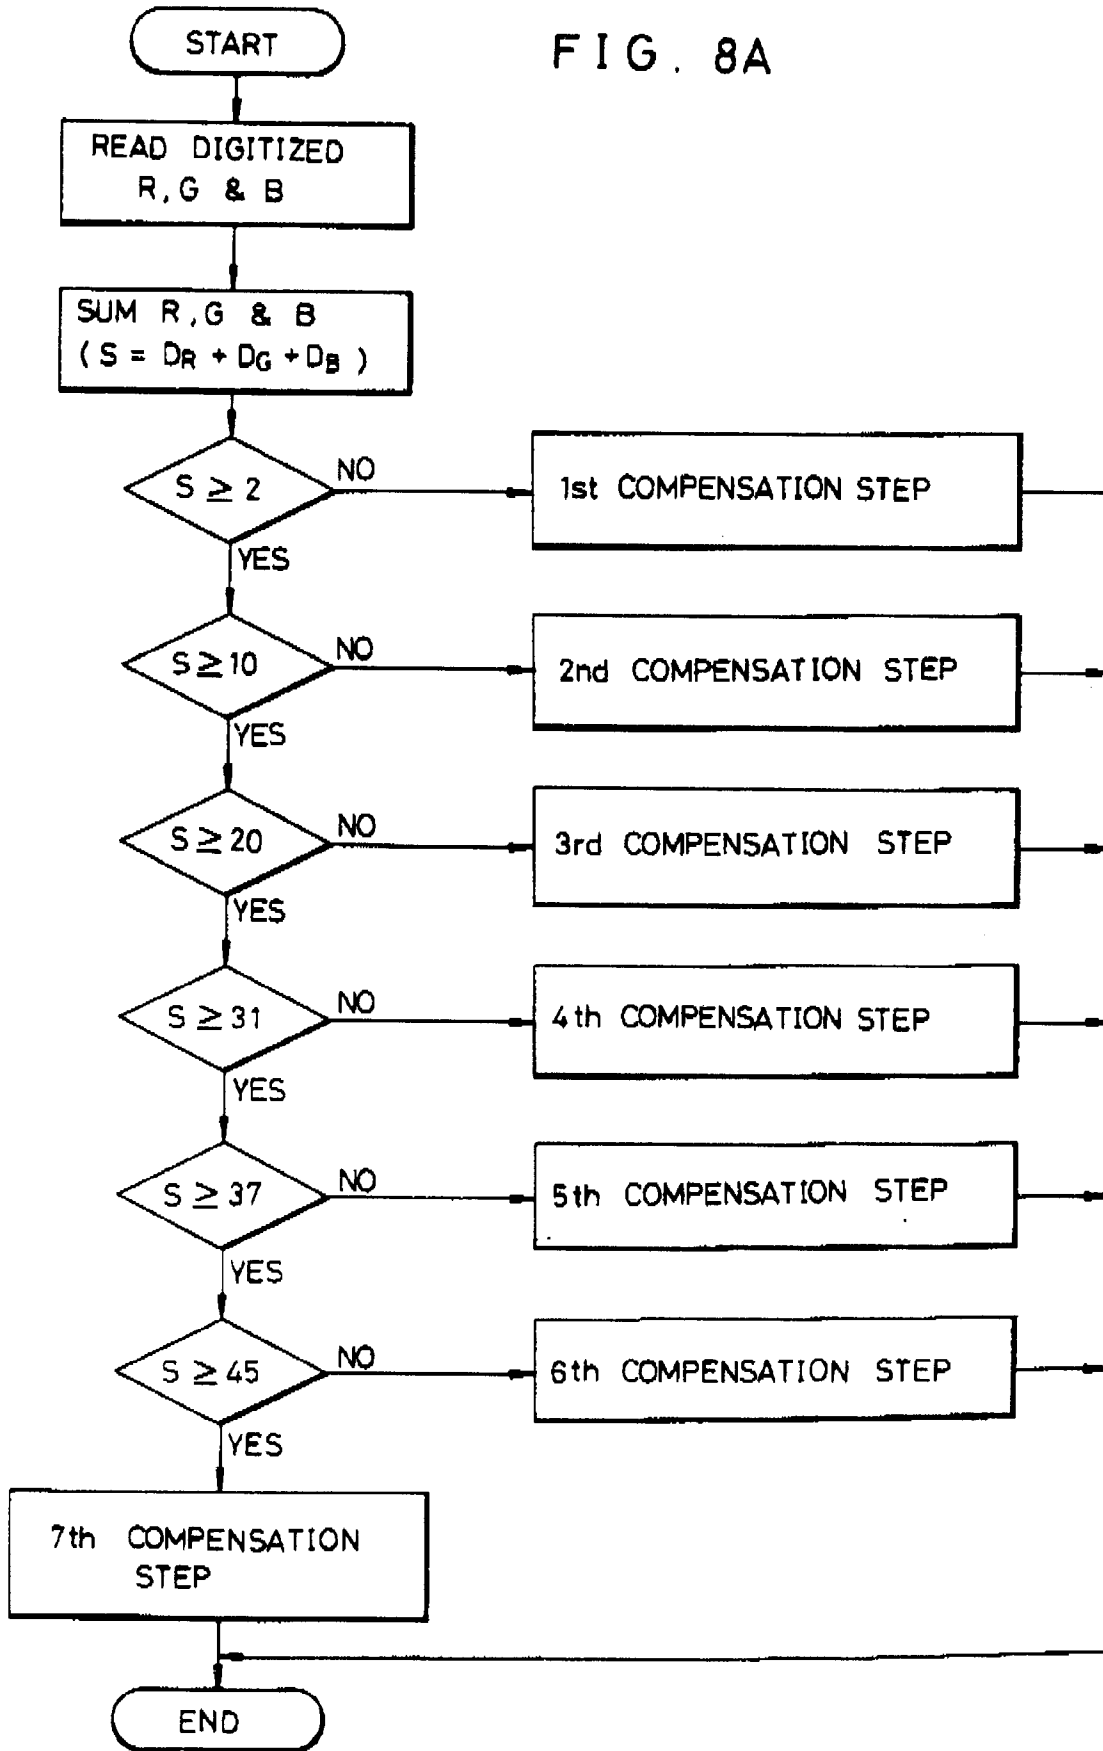 START
FIG. 8A
READ DIGITIZED
R, G & B
SUM R, G & B
(S = DR + DG + DB)
S ≥ 2
NO
1st COMPENSATION STEP
YES
S ≥ 10
NO
2nd COMPENSATION STEP
YES
S ≥ 20
NO
3rd COMPENSATION STEP
YES
S ≥ 31
NO
4th COMPENSATION STEP
YES
S ≥ 37
NO
5th COMPENSATION STEP
YES
S ≥ 45
NO
6th COMPENSATION STEP
YES
7th COMPENSATION
STEP
END